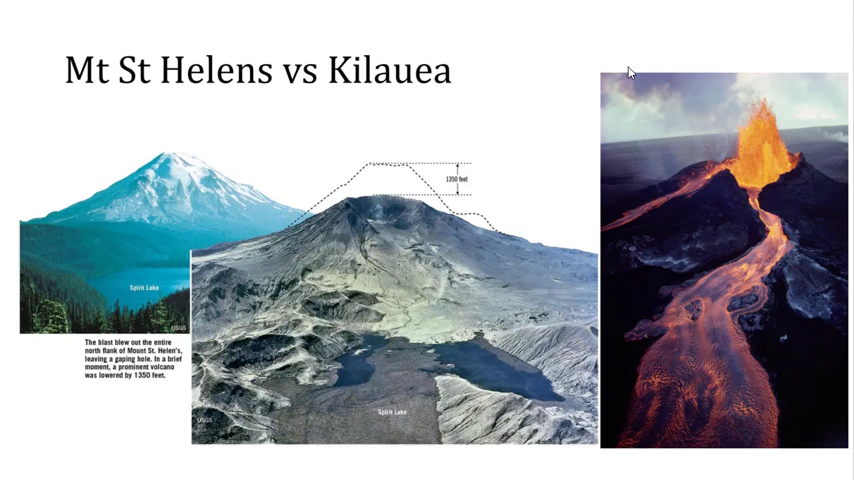 Mt St Helens vs Kilauea
1350 feet
Spirit Lake
USGS
The blast blew out the entire
north flank of Mount St. Helen's,
leaving a gaping hole. In a brief
moment, a prominent volcano
was lowered by 1350 feet.
Spirit Lake
USGS